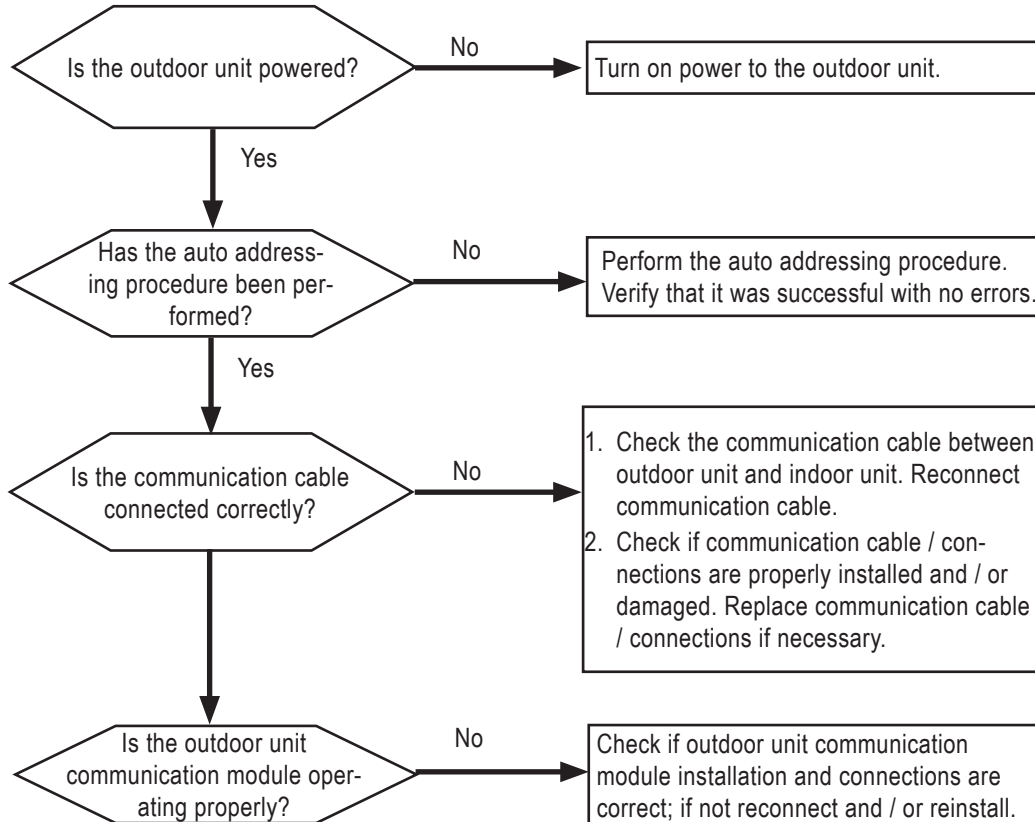 Is the outdoor unit powered?
No
Turn on power to the outdoor unit.
Yes
Has the auto address-
ing procedure been per-
formed?
No
Perform the auto addressing procedure.
Verify that it was successful with no errors.
Yes
Is the communication cable
connected correctly?
No
1. Check the communication cable between
outdoor unit and indoor unit. Reconnect
communication cable.
2. Check if communication cable / con-
nections are properly installed and / or
damaged. Replace communication cable
/ connections if necessary.
Is the outdoor unit
communication module oper-
ating properly?
No
Check if outdoor unit communication
module installation and connections are
correct; if not reconnect and / or reinstall.